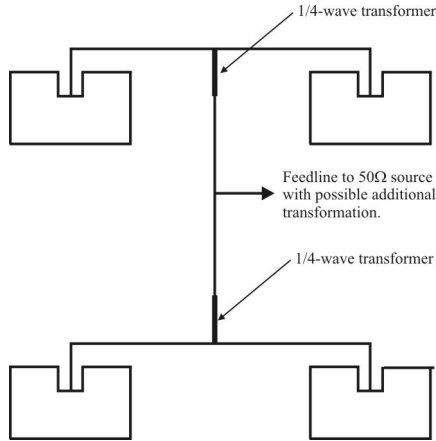 1/4-wave transformer
Feedline to 50Ω source
with possible additional
transformation.
1/4-wave transformer